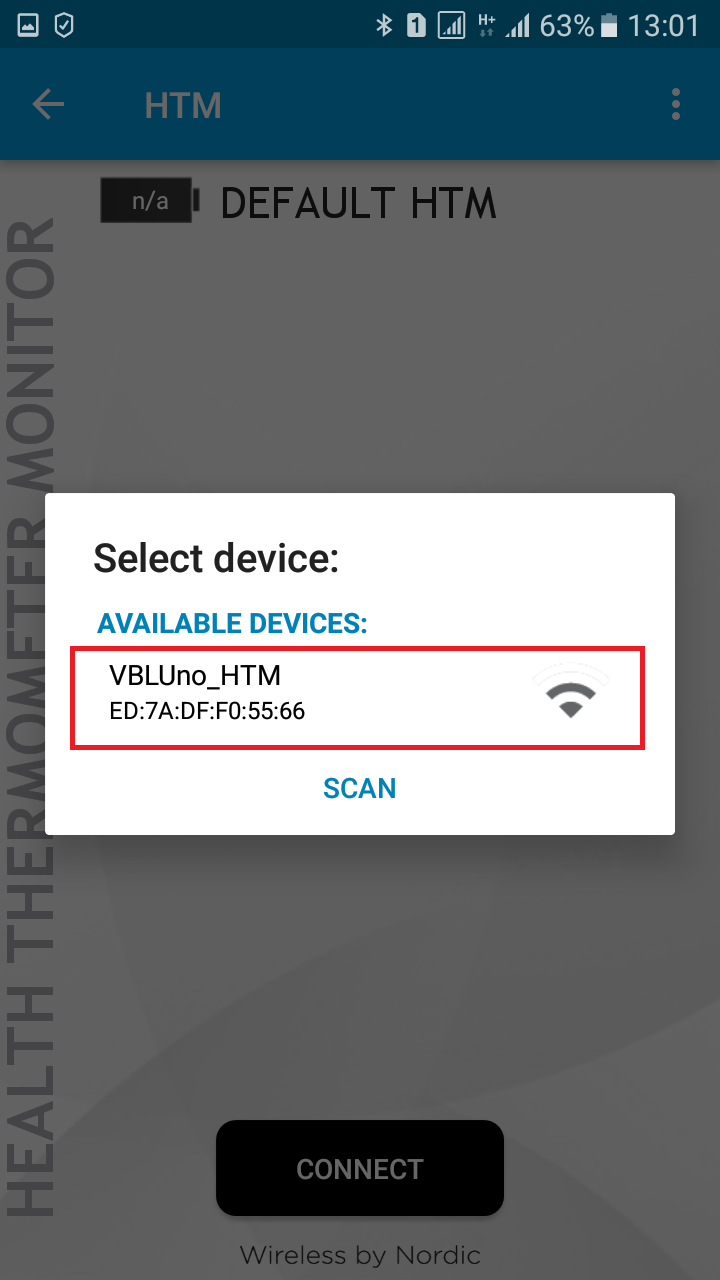 1 H+ 63% 13:01
HTM
n/a DEFAULT HTM
HEALTH THERMOMETER MONITOR
Select device:
AVAILABLE DEVICES:
VBLUno_HTM
ED:7A:DF:F0:55:66
SCAN
CONNECT
Wireless by Nordic